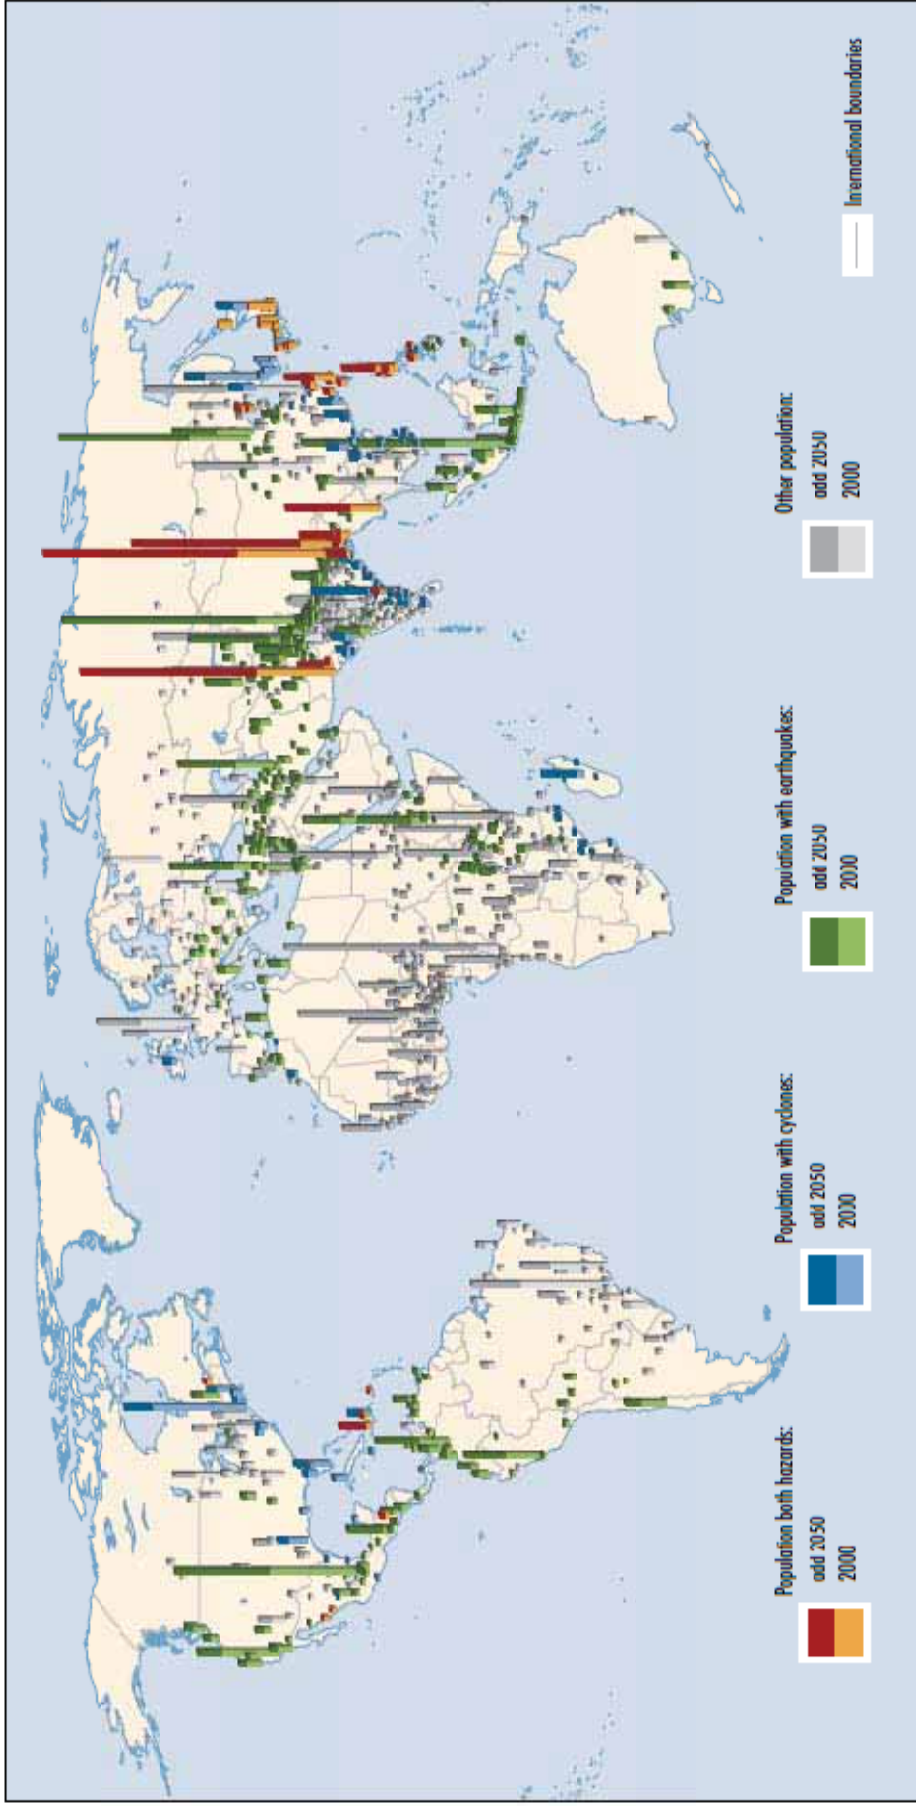 Population both hazards:
add 2050
2000
Population with cyclones:
add 2050
2000
Population with earthquakes:
add 2050
2000
Other population:
add 2050
2000
International boundaries